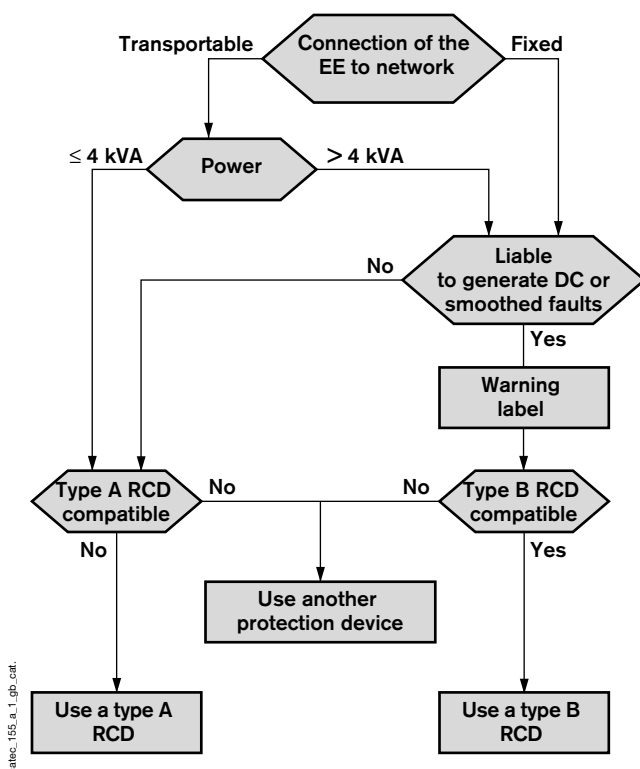 Transportable
Connection of the
EE to network
Fixed
≤ 4 kVA
Power
> 4 kVA
Liable
to generate DC or
smoothed faults
No
Yes
Warning
label
Type A RCD
compatible
No
No
Type B RCD
compatible
No
Yes
Use another
protection device
Use a type A
RCD
Use a type B
RCD
atec_155_a_1_gb_cat.